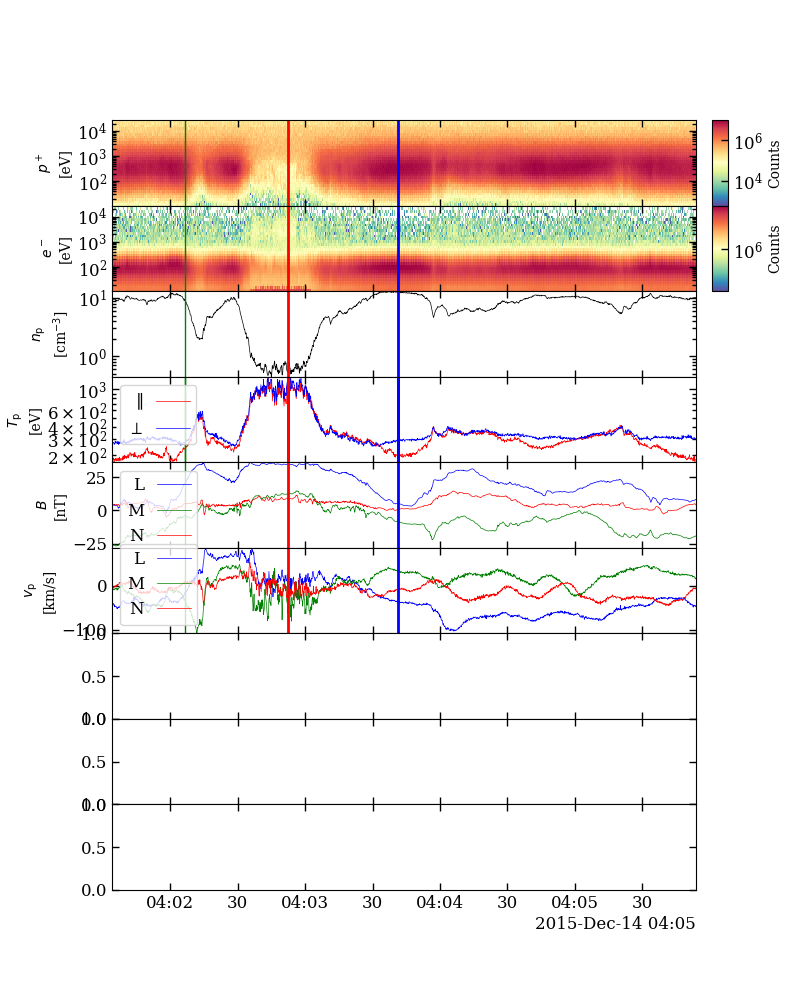 10⁴
10³
10²
p⁺
[eV]
10⁶
10⁴
Counts
10⁴
10³
10²
e⁻
[eV]
10⁶
Counts
10¹
10⁰
nₚ
[cm⁻³]
10³
6 × 10²
4 × 10²
3 × 10²
2 × 10²
Tₚ
[eV]
∥
⊥
25
0
−25
B
[nT]
L
M
N
0
−100
vₚ
[km/s]
L
M
N
1.0
0.5
0.0
1.0
0.5
0.0
1.0
0.5
0.0
04:02 30 04:03 30 04:04 30 04:05 30
2015-Dec-14 04:05